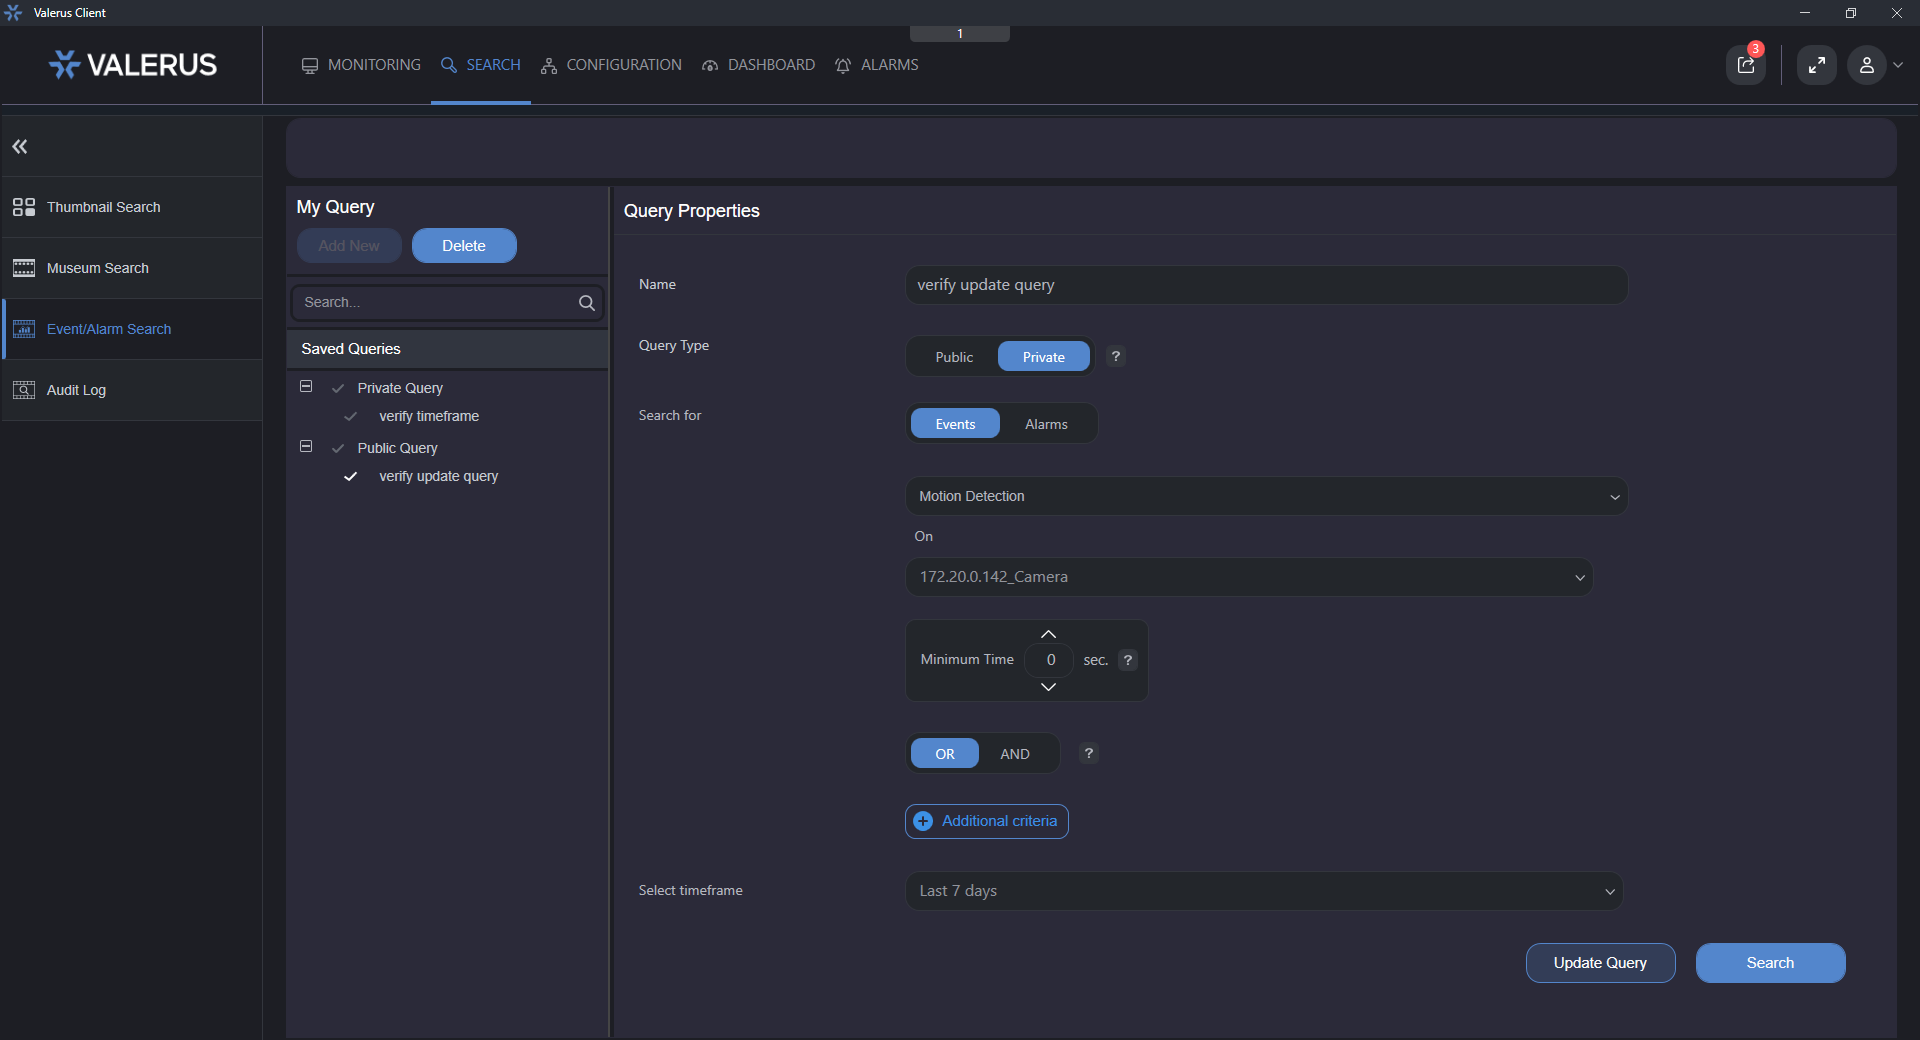 Valerus Client
1
VALERUS
MONITORING
SEARCH
CONFIGURATION
DASHBOARD
ALARMS
3
Thumbnail Search
Museum Search
Event/Alarm Search
Audit Log
My Query
Add New
Delete
Search...
Saved Queries
Private Query
verify timeframe
Public Query
verify update query
Query Properties
Name
verify update query
Query Type
Public
Private
?
Search for
Events
Alarms
Motion Detection
On
172.20.0.142_Camera
Minimum Time
0
sec.
?
OR
AND
?
Additional criteria
Select timeframe
Last 7 days
Update Query
Search